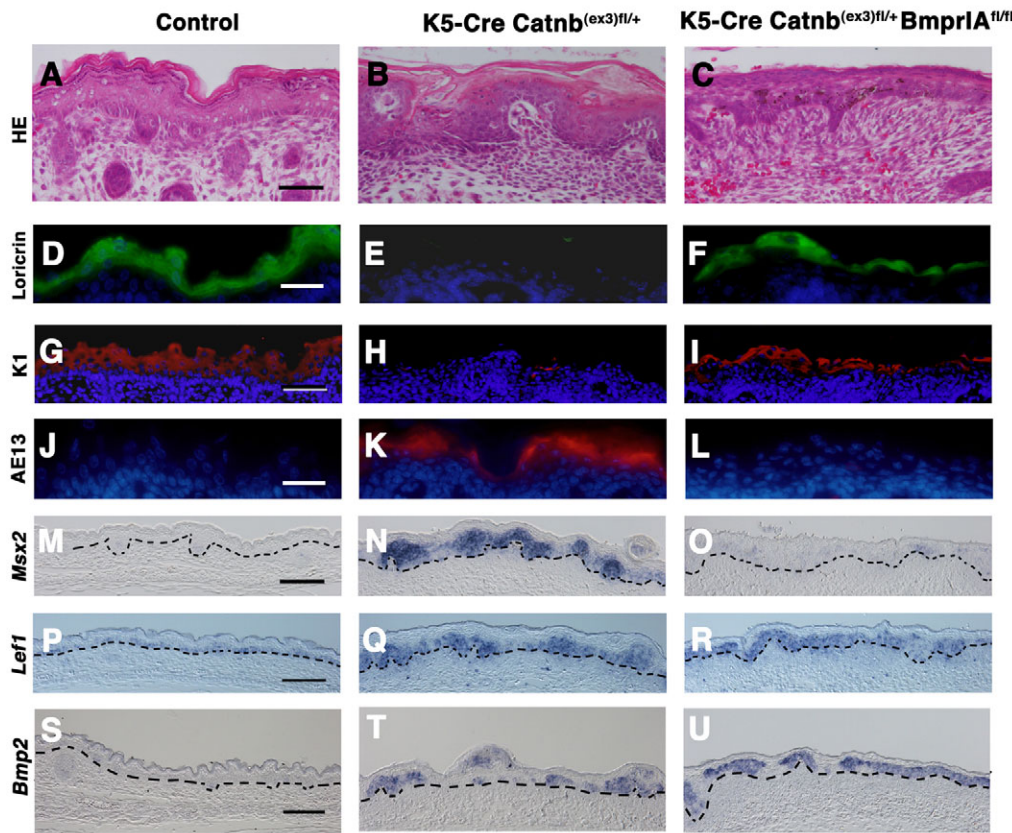 Control
K5-Cre Catnb(ex3)fl/+
K5-Cre Catnb(ex3)fl/+ BmprIAfl/fl
HE
A
B
C
Loricrin
D
E
F
K1
G
H
I
AE13
J
K
L
Msx2
M
N
O
Lef1
P
Q
R
Bmp2
S
T
U